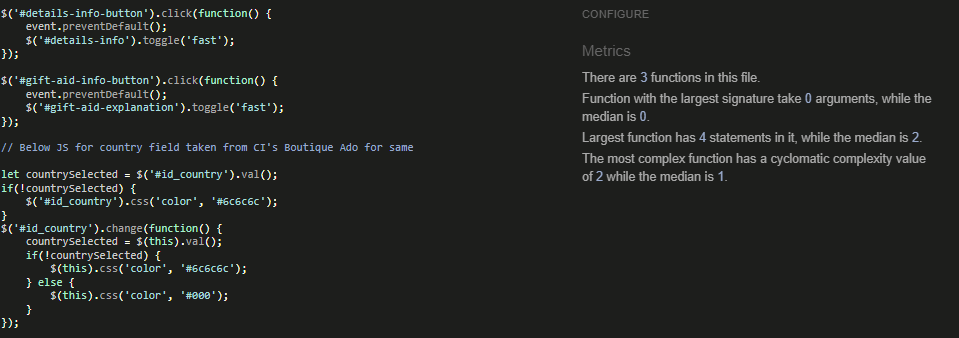 $('#details-info-button').click(function() {
    event.preventDefault();
    $('#details-info').toggle('fast');
});

$('#gift-aid-info-button').click(function() {
    event.preventDefault();
    $('#gift-aid-explanation').toggle('fast');
});

// Below JS for country field taken from CI's Boutique Ado for same

let countrySelected = $('#id_country').val();
if(!countrySelected) {
    $('#id_country').css('color', '#6c6c6c');
}
$('#id_country').change(function() {
    countrySelected = $(this).val();
    if(!countrySelected) {
        $(this).css('color', '#6c6c6c');
    } else {
        $(this).css('color', '#000');
    }
});
CONFIGURE
Metrics
There are 3 functions in this file.
Function with the largest signature take 0 arguments, while the
median is 0.
Largest function has 4 statements in it, while the median is 2.
The most complex function has a cyclomatic complexity value
of 2 while the median is 1.